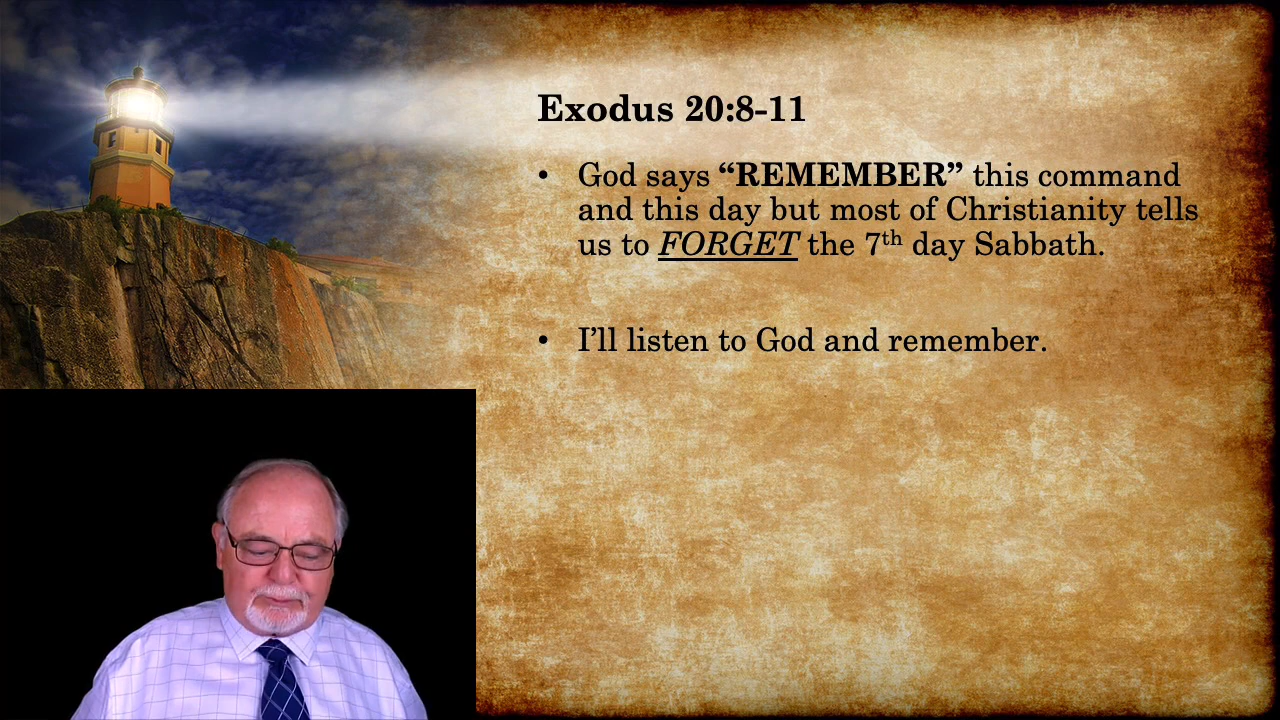 Exodus 20:8-11
• God says “REMEMBER” this command
and this day but most of Christianity tells
us to FORGET the 7th day Sabbath.
• I’ll listen to God and remember.